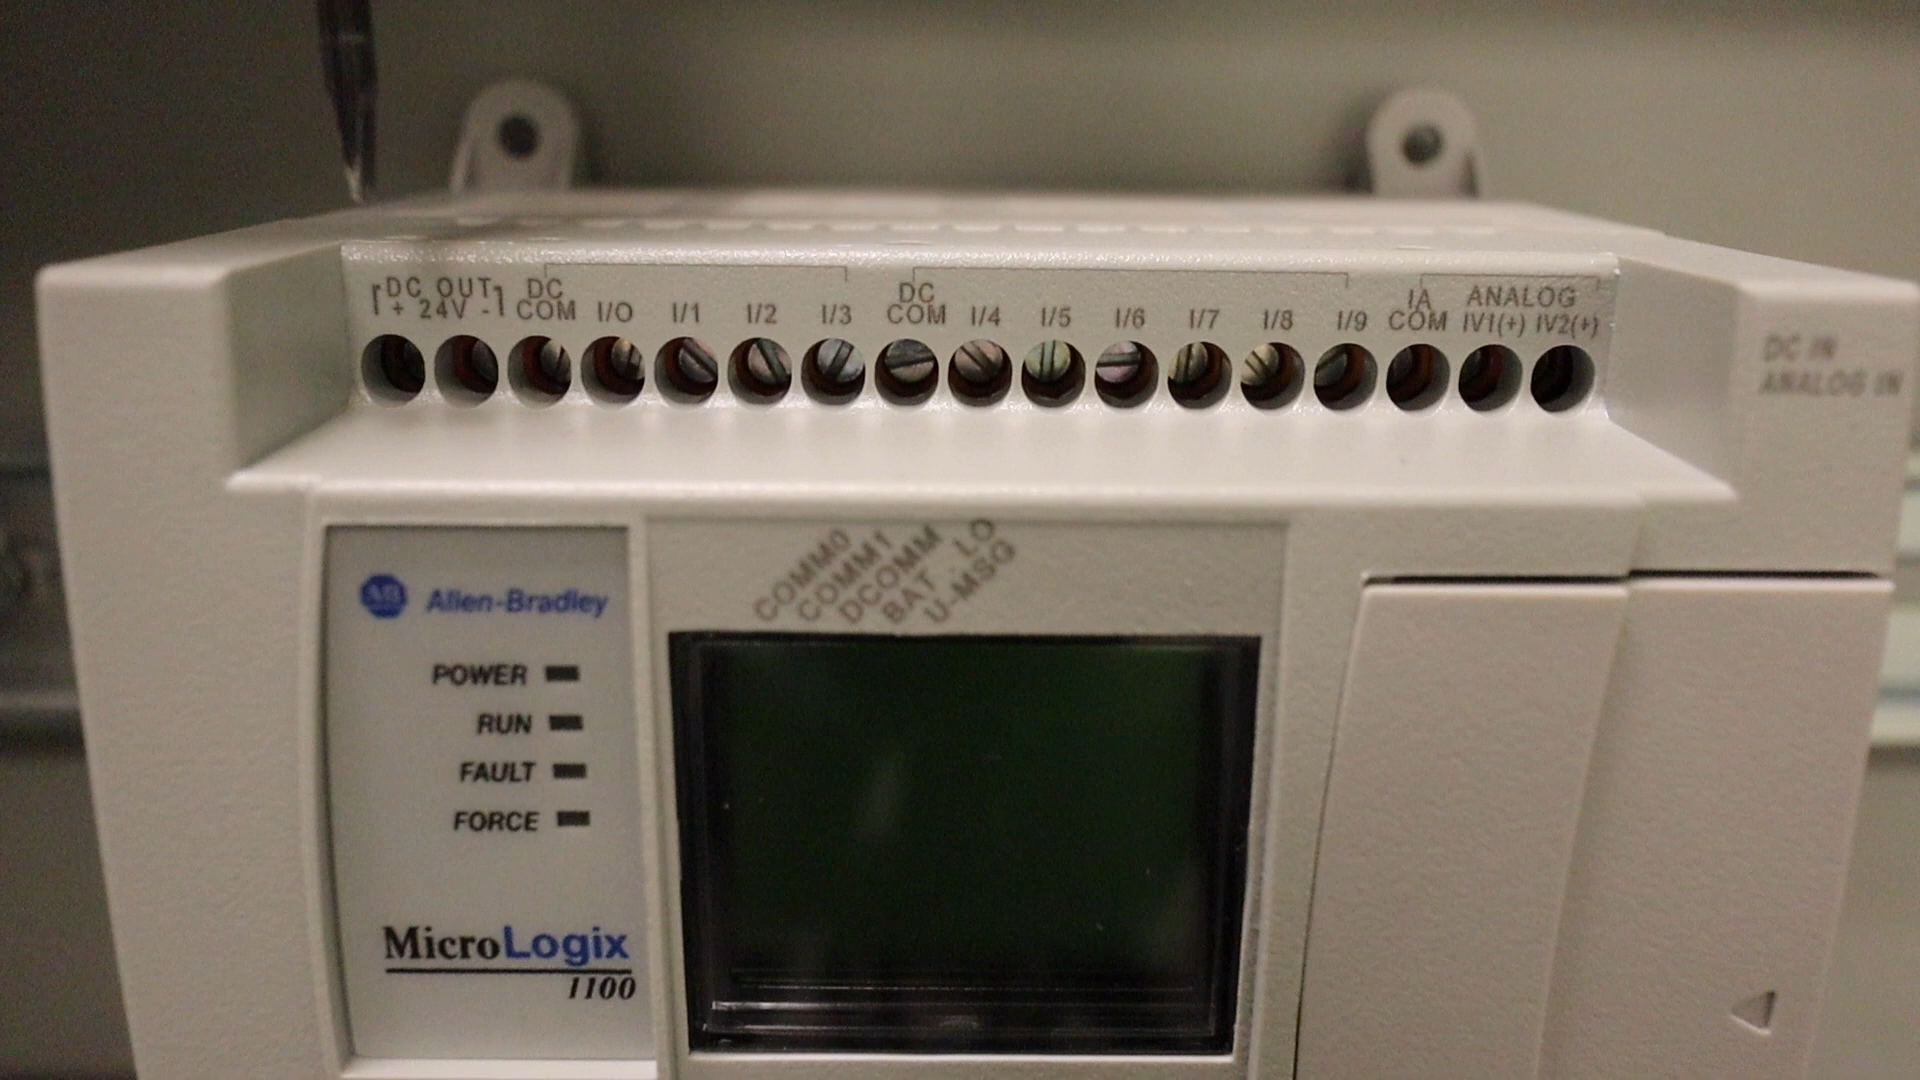 DC OUT
+ 24V -
DC
COM
I/0
I/1
I/2
I/3
DC
COM
I/4
I/5
I/6
I/7
I/8
I/9
IA
COM
ANALOG
IV1(+) IV2(+)
DC IN
ANALOG IN
COMM0
COMM1
DCOMM
BAT LO
U-MSG
AB Allen-Bradley
POWER
RUN
FAULT
FORCE
MicroLogix
1100